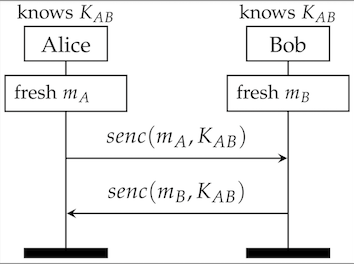 knows K_AB knows K_AB
Alice Bob
fresh m_A fresh m_B
senc(m_A, K_AB)
senc(m_B, K_AB)